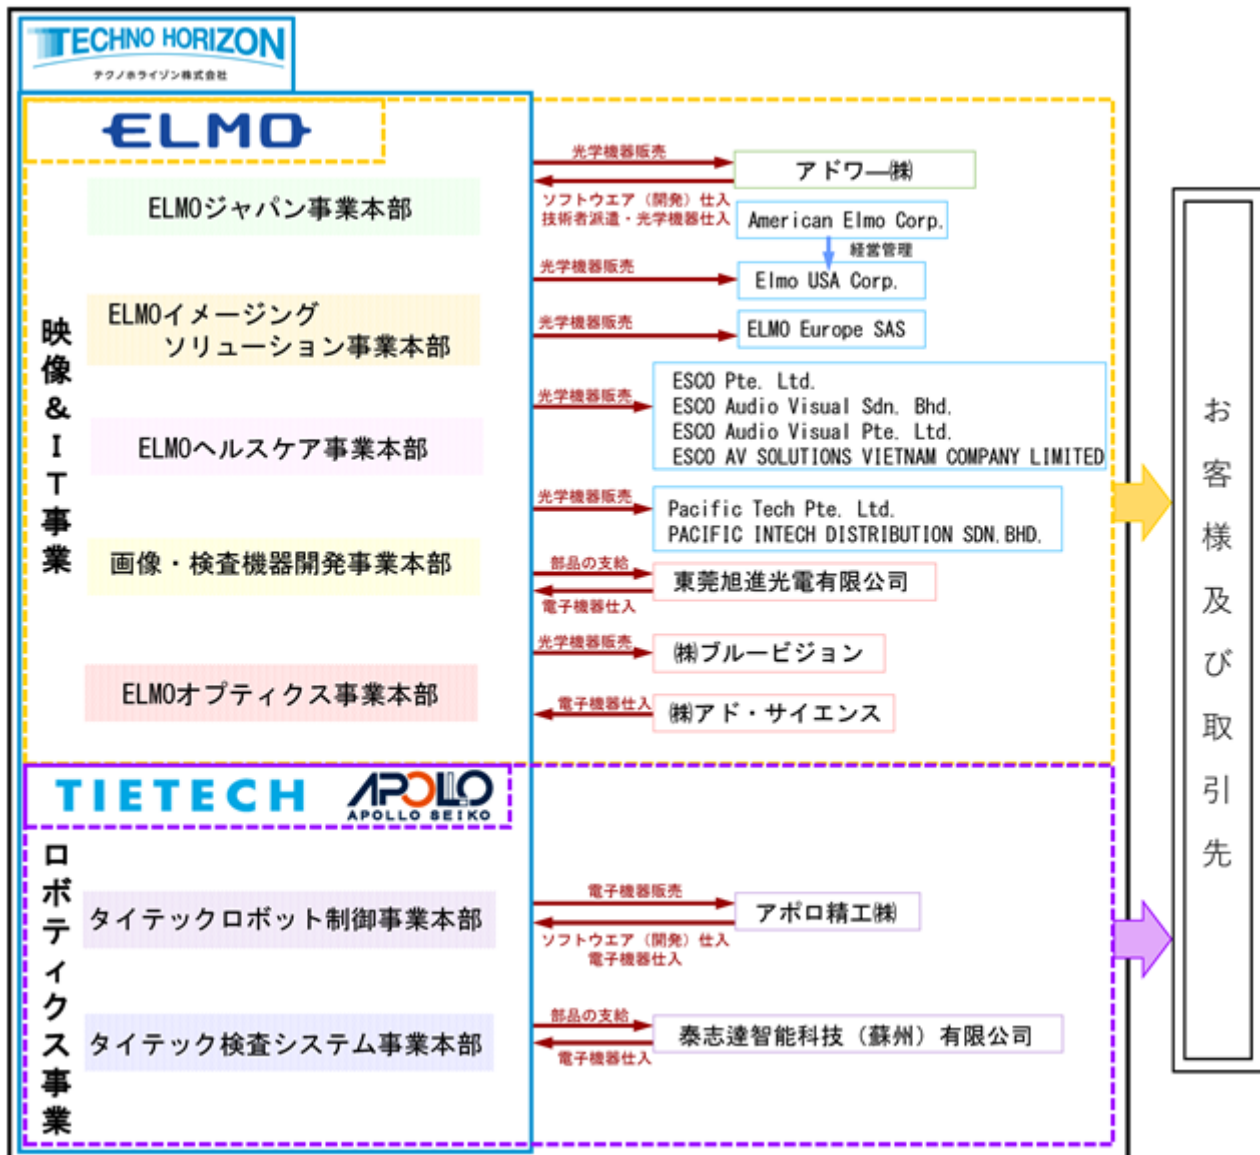 TECHNO HORIZON
テクノホライゾン株式会社
ELMO
映像&IT事業
ELMOジャパン事業本部
ELMOイメージング
ソリューション事業本部
ELMOヘルスケア事業本部
画像・検査機器開発事業本部
ELMOオプティクス事業本部
光学機器販売
アドワー㈱
ソフトウエア（開発）仕入
技術者派遣・光学機器仕入
American Elmo Corp.
経営管理
光学機器販売
Elmo USA Corp.
光学機器販売
ELMO Europe SAS
光学機器販売
ESCO Pte. Ltd.
ESCO Audio Visual Sdn. Bhd.
ESCO Audio Visual Pte. Ltd.
ESCO AV SOLUTIONS VIETNAM COMPANY LIMITED
光学機器販売
Pacific Tech Pte. Ltd.
PACIFIC INTECH DISTRIBUTION SDN.BHD.
部品の支給
東莞旭進光電有限公司
電子機器仕入
光学機器販売
㈱ブルービジョン
電子機器仕入
㈱アド・サイエンス
TIETECH
APOLLO
APOLLO SEIKO
ロボティクス事業
タイテックロボット制御事業本部
タイテック検査システム事業本部
電子機器販売
アポロ精工㈱
ソフトウエア（開発）仕入
電子機器仕入
部品の支給
泰志達智能科技（蘇州）有限公司
電子機器仕入
お客様及び取引先